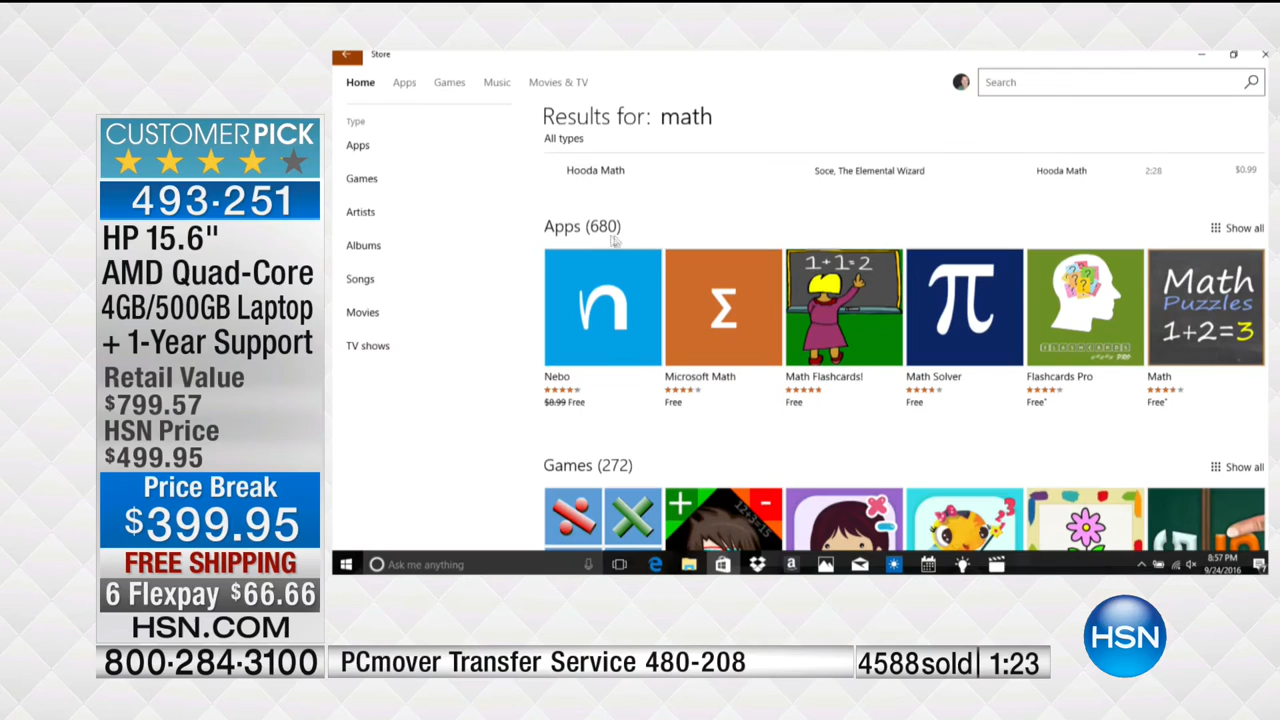 CUSTOMER PICK
493·251
HP 15.6"
AMD Quad-Core
4GB/500GB Laptop
+ 1-Year Support
Retail Value
$799.57
HSN Price
$499.95
Price Break
$399.95
FREE SHIPPING
6 Flexpay $66.66
HSN.COM
800·284·3100
PCmover Transfer Service 480-208
4588sold 1:23
HSN
Store
Home Apps Games Music Movies & TV
Search
Results for: math
All types
Type
Apps
Games
Artists
Albums
Songs
Movies
TV shows
Hooda Math Soce, The Elemental Wizard Hooda Math 2:28 $0.99
Apps (680) Show all
n
Σ
1+1=2
π
FLASHCARDS
PRO
Math
Puzzles
1+2=3
Nebo Microsoft Math Math Flashcards! Math Solver Flashcards Pro Math
$8.99 Free Free Free Free Free* Free*
Games (272) Show all
12+3=15
Ask me anything
8:57 PM
9/24/2016